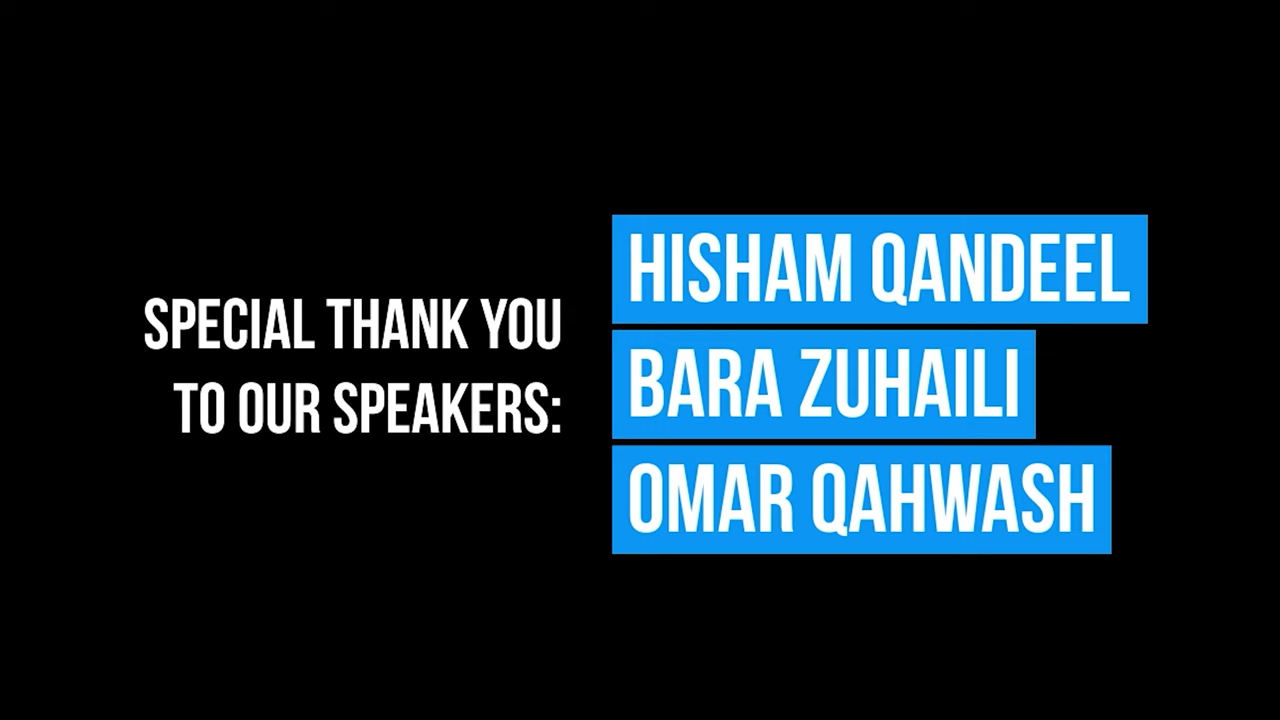 SPECIAL THANK YOU
TO OUR SPEAKERS:
HISHAM QANDEEL
BARA ZUHAILI
OMAR QAHWASH